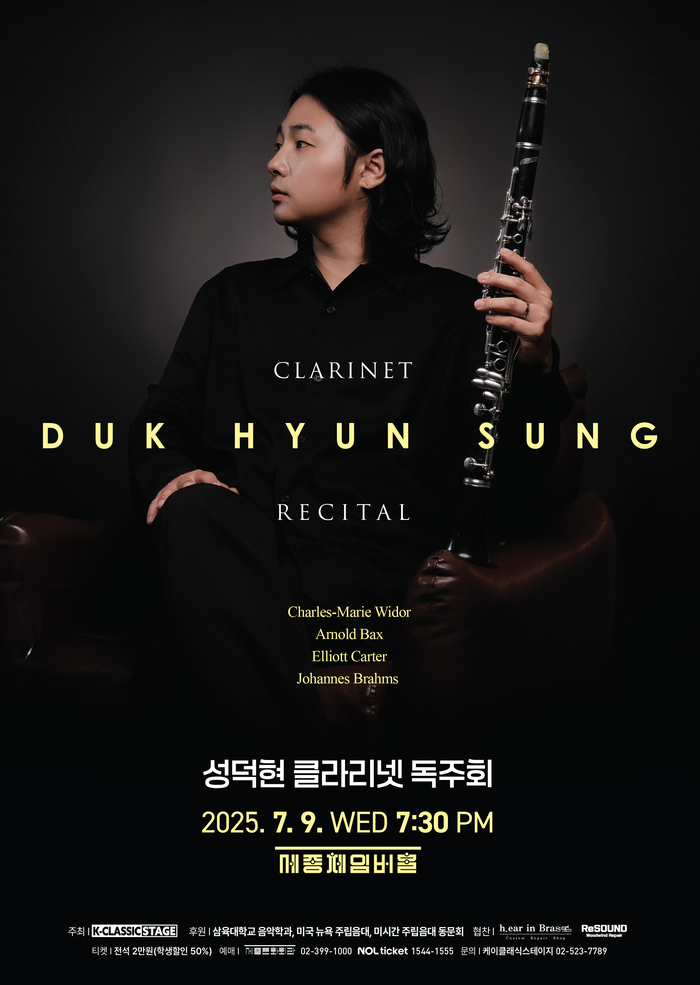 CLARINET
DUK HYUN SUNG
RECITAL
Charles-Marie Widor
Arnold Bax
Elliott Carter
Johannes Brahms
성덕현 클라리넷 독주회
2025. 7. 9. WED 7:30 PM
세종체임버홀
주최 | K-CLASSIC STAGE 후원 | 삼육대학교 음악학과, 미국 뉴욕 주립음대, 미시간 주립음대 동문회 협찬 | h.ear in Brass Custom Repair Shop ReSOUND Woodwind Repair
티켓 | 전석 2만원(학생할인 50%) 예매 | 02-399-1000 NOL ticket 1544-1555 문의 | 케이클래식스테이지 02-523-7789